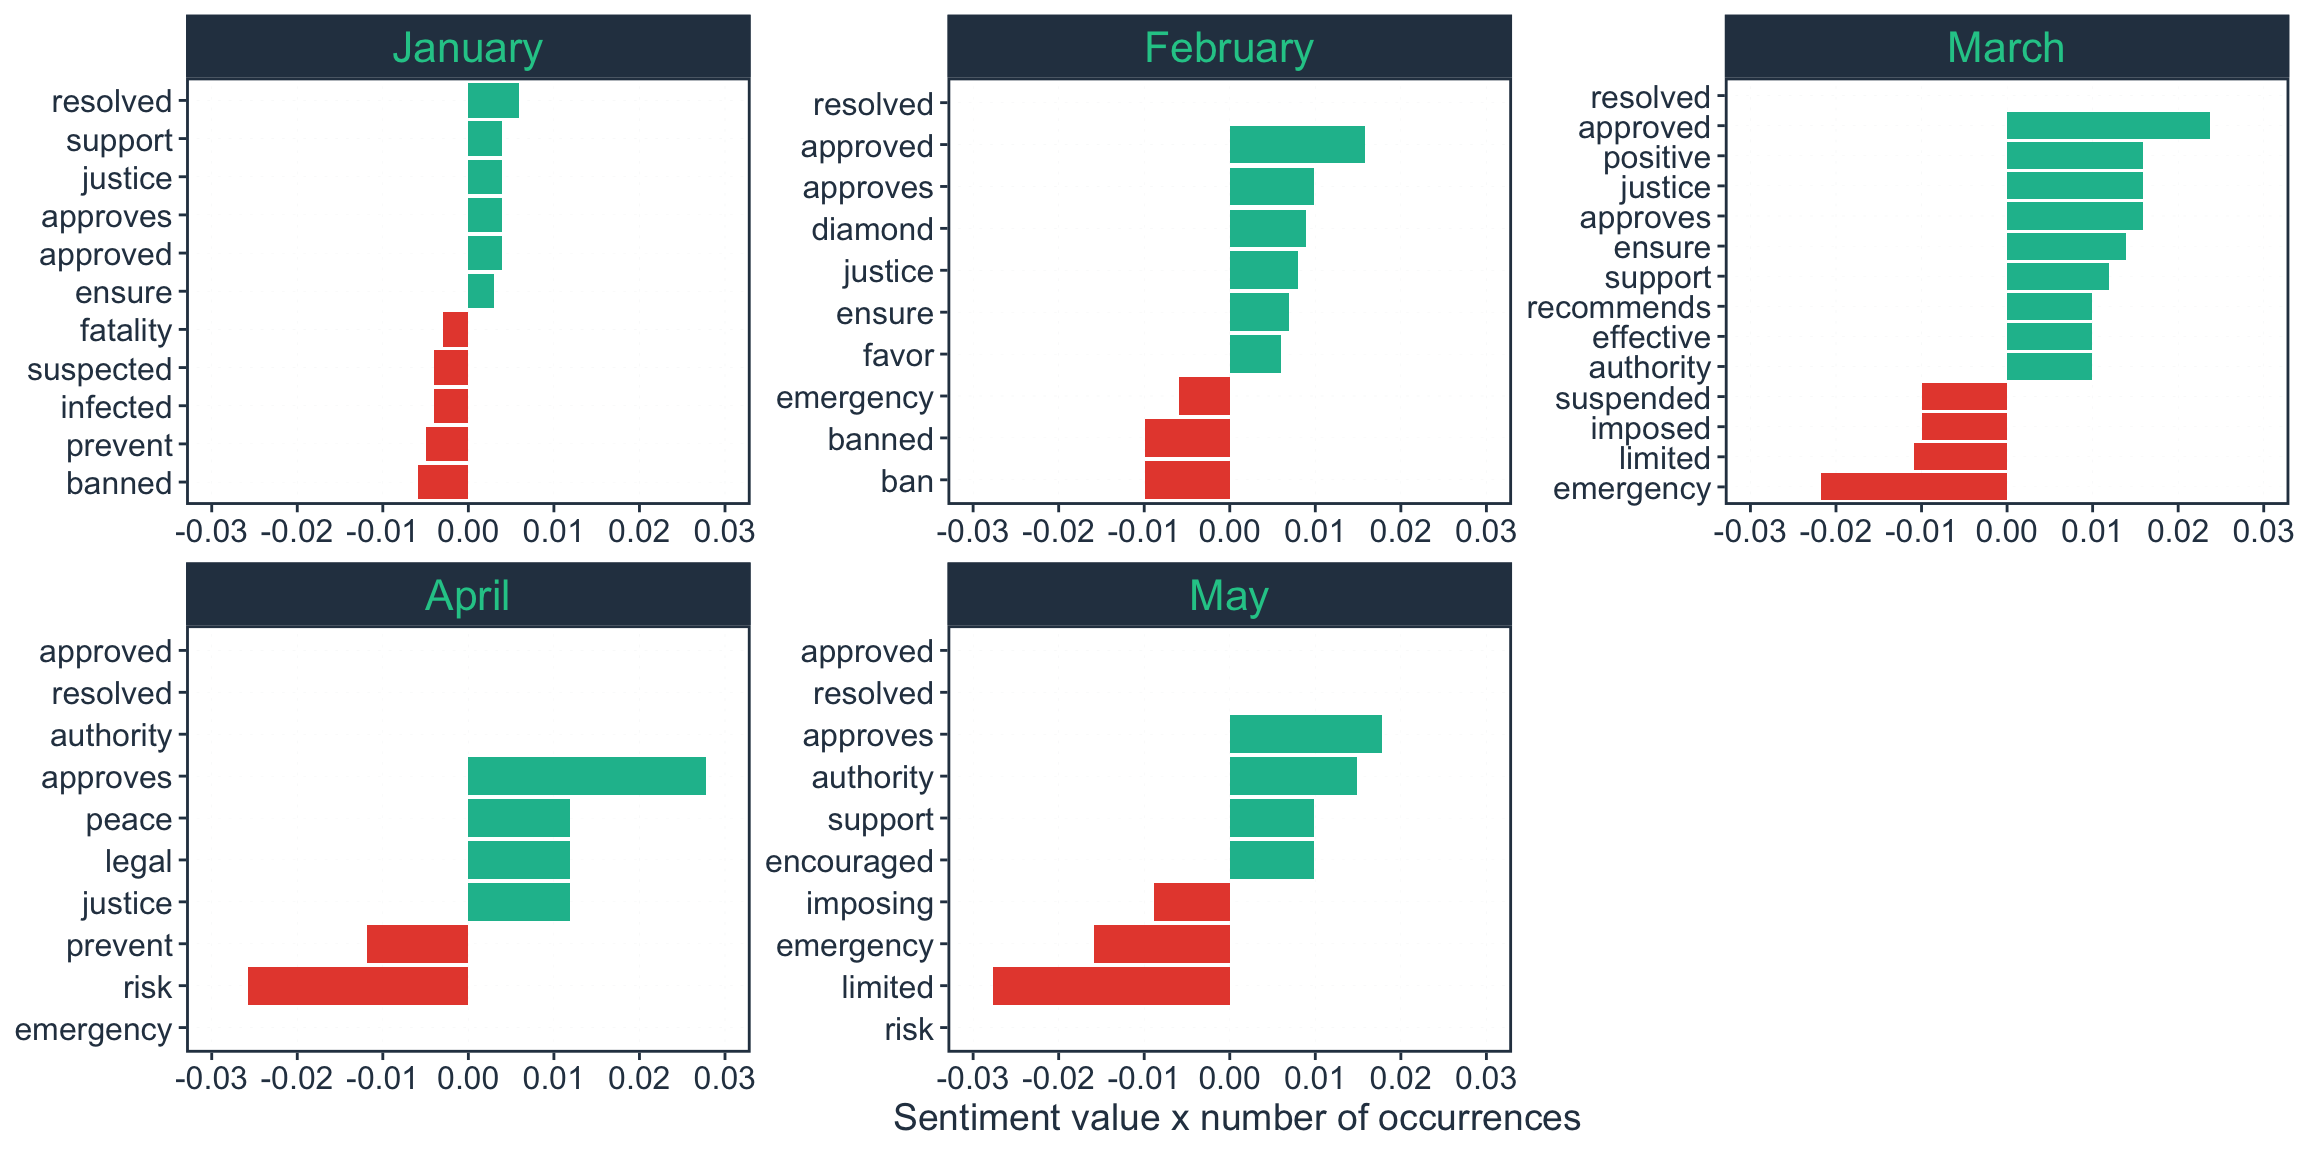 January
resolved
support
justice
approves
approved
ensure
fatality
suspected
infected
prevent
banned
-0.03 -0.02 -0.01 0.00 0.01 0.02 0.03
February
resolved
approved
approves
diamond
justice
ensure
favor
emergency
banned
ban
-0.03 -0.02 -0.01 0.00 0.01 0.02 0.03
March
resolved
approved
positive
justice
approves
ensure
support
recommends
effective
authority
suspended
imposed
limited
emergency
-0.03 -0.02 -0.01 0.00 0.01 0.02 0.03
April
approved
resolved
authority
approves
peace
legal
justice
prevent
risk
emergency
-0.03 -0.02 -0.01 0.00 0.01 0.02 0.03
May
approved
resolved
approves
authority
support
encouraged
imposing
emergency
limited
risk
-0.03 -0.02 -0.01 0.00 0.01 0.02 0.03
Sentiment value x number of occurrences